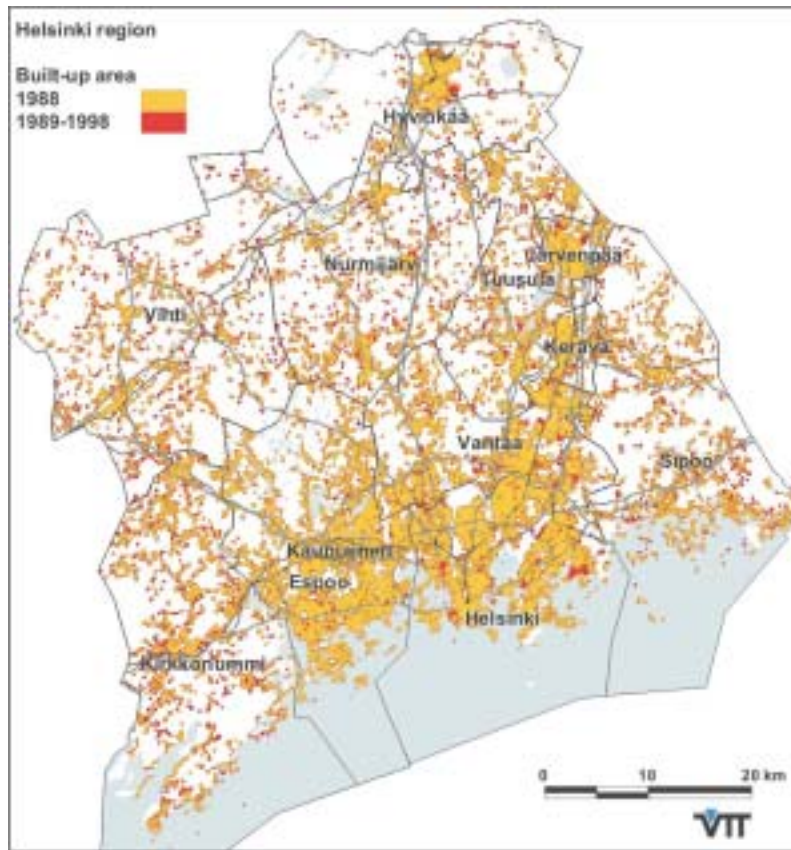 Helsinki region
Built-up area
1988
1989-1998
Hyvinkää
Järvenpää
Nurmijärvi
Tuusula
Vihti
Kerava
Vantaa
Sipoo
Kauniainen
Espoo
Helsinki
Kirkkonummi
0 10 20 km
VTT